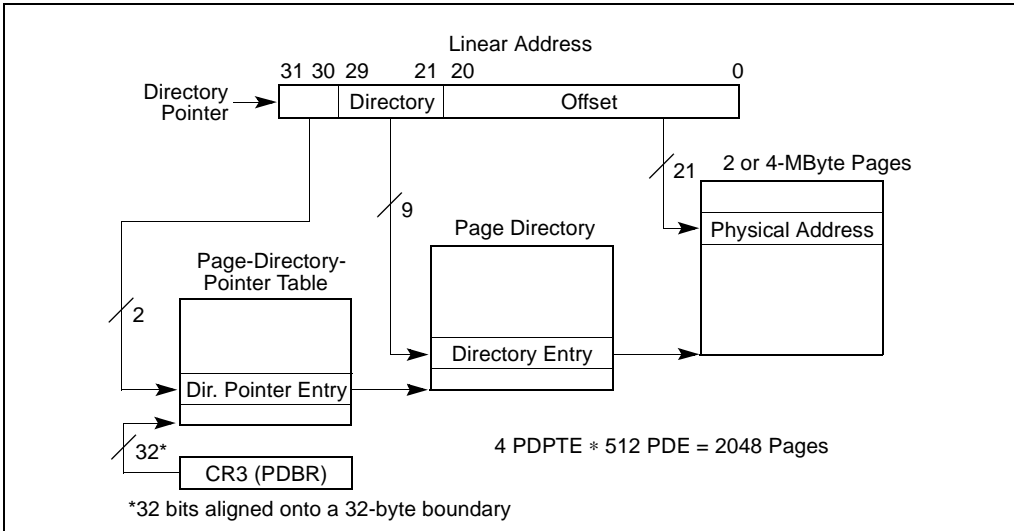 Linear Address
31 30 29 21 20 0
Directory
Pointer
Directory Offset
21
2 or 4-MByte Pages
9
Physical Address
Page Directory
Page-Directory-
Pointer Table
2
Directory Entry
Dir. Pointer Entry
32*
4 PDPTE * 512 PDE = 2048 Pages
CR3 (PDBR)
*32 bits aligned onto a 32-byte boundary